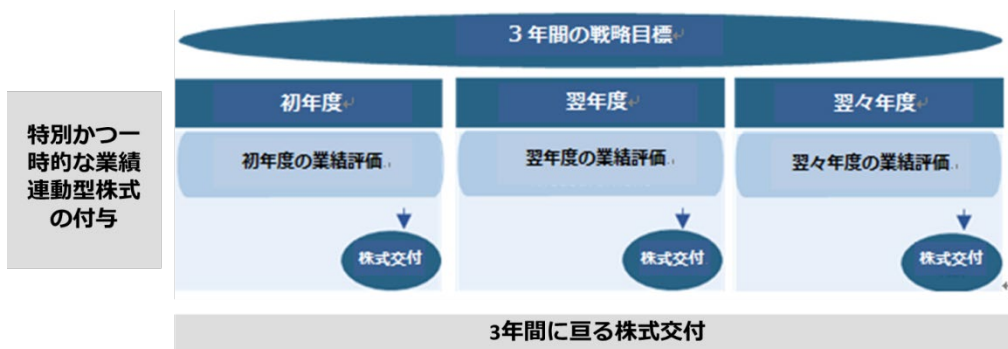 3年間の戦略目標↵
初年度↵
翌年度↵
翌々年度↵
特別かつ一
時的な業績
連動型株式
の付与
初年度の業結評価
翌年度の業結評価
翌々年度の業結評価
株式交付
株式交付
株式交付
3年間に亘る株式交付